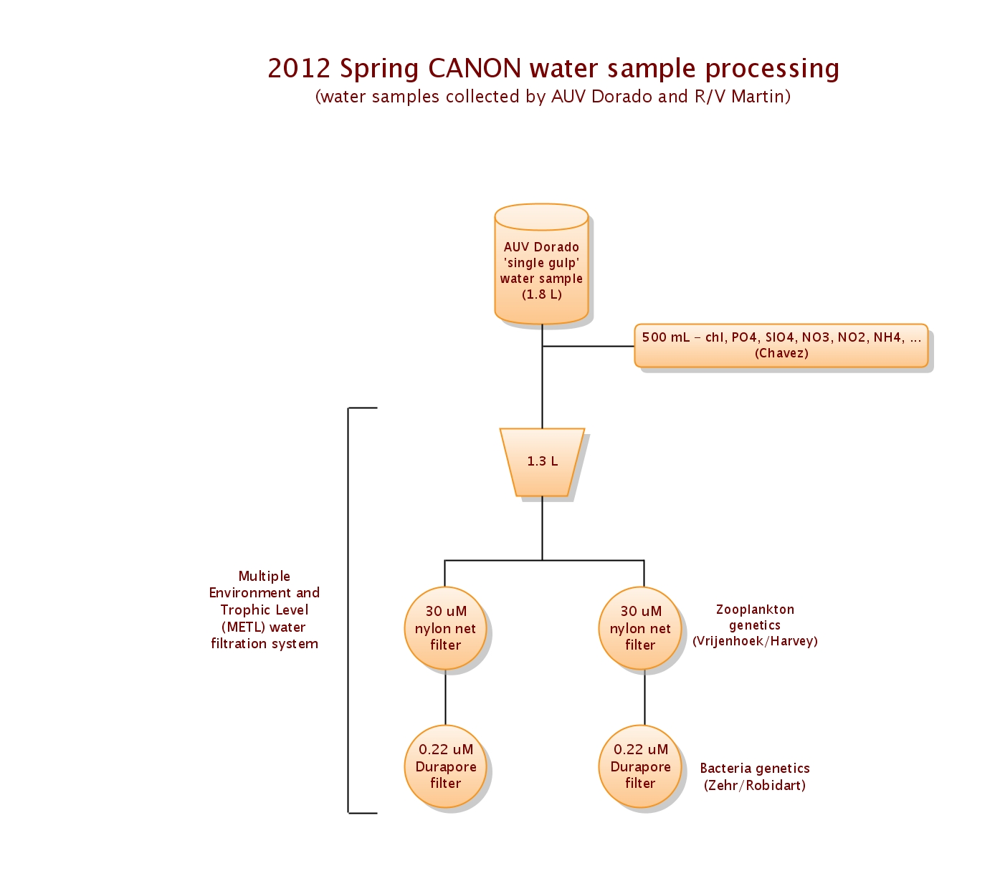 2012 Spring CANON water sample processing
(water samples collected by AUV Dorado and R/V Martin)
AUV Dorado
'single gulp'
water sample
(1.8 L)
500 mL – chl, PO4, SIO4, NO3, NO2, NH4, ...
(Chavez)
1.3 L
Multiple
Environment and
Trophic Level
(METL) water
filtration system
30 uM
nylon net
filter
30 uM
nylon net
filter
Zooplankton
genetics
(Vrijenhoek/Harvey)
0.22 uM
Durapore
filter
0.22 uM
Durapore
filter
Bacteria genetics
(Zehr/Robidart)